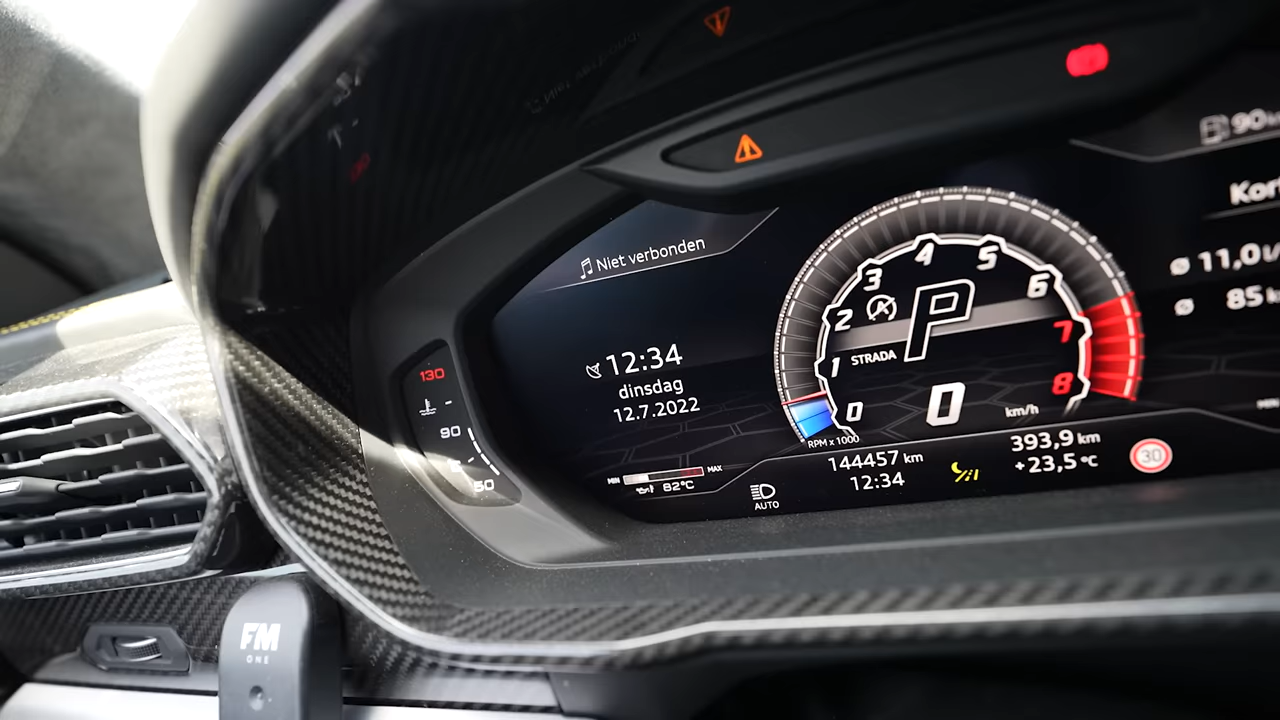 90
Niet verbonden
Kor
12:34
dinsdag
12.7.2022
130
90
50
MIN
MAX
82°C
4
5
3
6
2
7
1
8
0
P
STRADA
0
km/h
RPM x 1000
11,0
85
144457 km
12:34
393,9 km
+23,5 °C
30
AUTO
FM
ONE